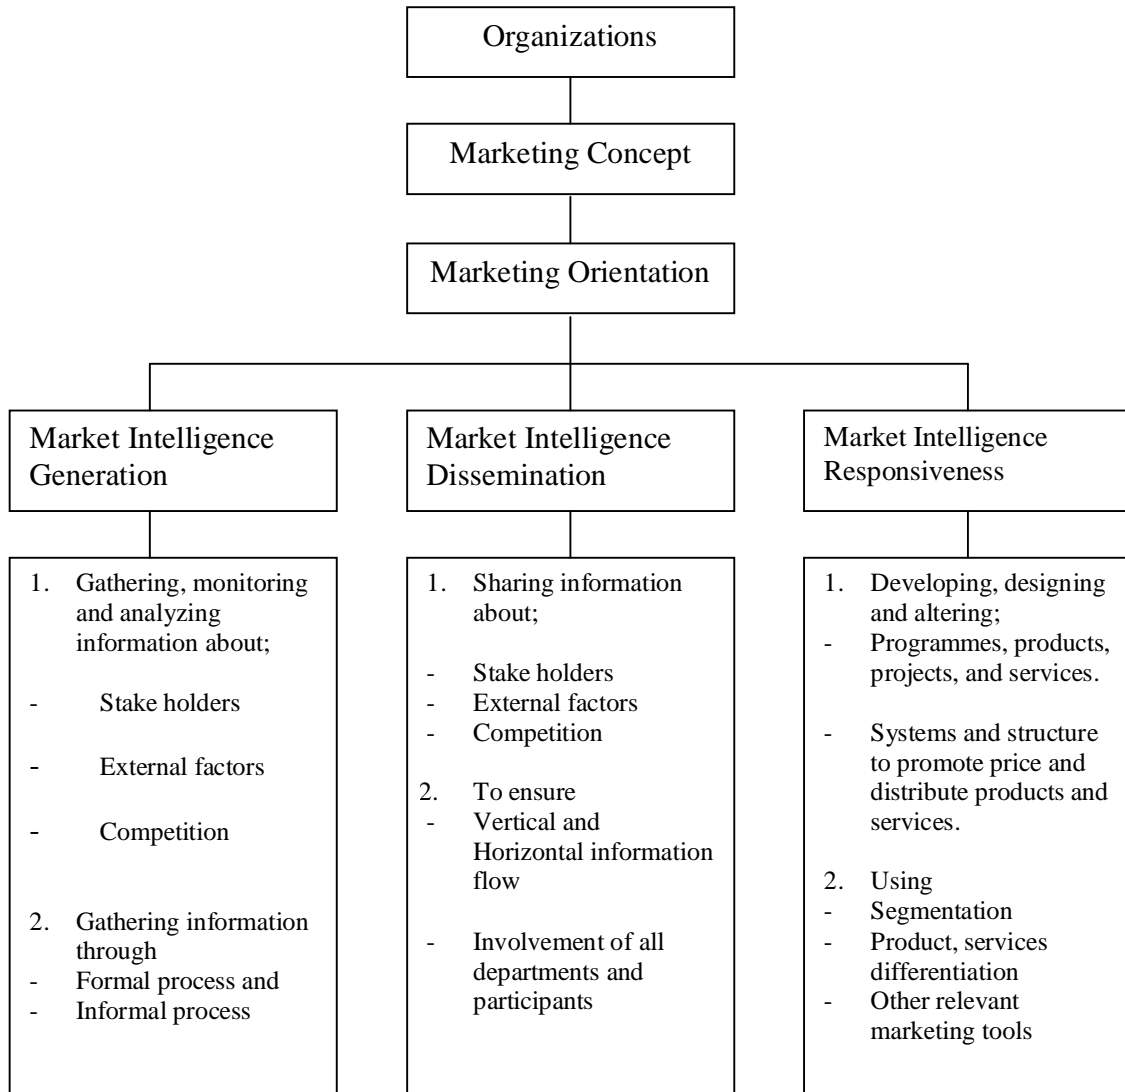 Organizations
Marketing Concept
Marketing Orientation
Market Intelligence
Generation
Market Intelligence
Dissemination
Market Intelligence
Responsiveness
1. Gathering, monitoring
and analyzing
information about;
- Stake holders
- External factors
- Competition
2. Gathering information
through
- Formal process and
- Informal process
1. Sharing information
about;
- Stake holders
- External factors
- Competition
2. To ensure
- Vertical and
Horizontal information
flow
- Involvement of all
departments and
participants
1. Developing, designing
and altering;
- Programmes, products,
projects, and services.
- Systems and structure
to promote price and
distribute products and
services.
2. Using
- Segmentation
- Product, services
differentiation
- Other relevant
marketing tools